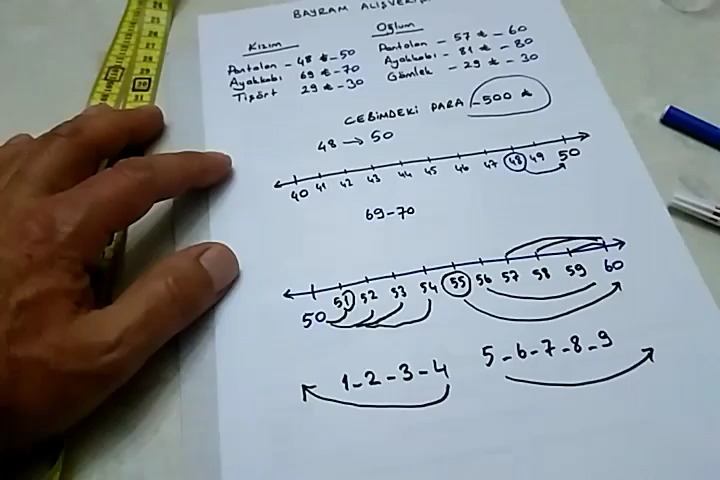 BAYRAM ALIŞVERİŞİ
Kızım
Pantolon - 48 ₺ - 50
Ayakkabı 69 ₺ - 70
Tişört 29 ₺ - 30
Oğlum
Pantolon - 57 ₺ - 60
Ayakkabı - 81 ₺ - 80
Gömlek - 29 ₺ - 30
CEBİMDEKİ PARA - 500 ₺
48 → 50
40 41 42 43 44 45 46 47 48 49 50
69-70
50 51 52 53 54 55 56 57 58 59 60
1-2-3-4 5-6-7-8-9